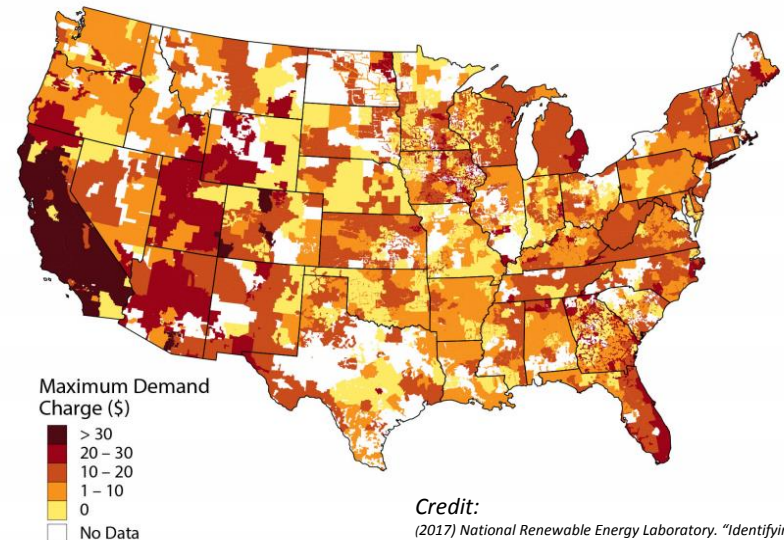 Maximum Demand
Charge ($)
> 30
20 – 30
10 – 20
1 – 10
0
No Data
Credit:
(2017) National Renewable Energy Laboratory. “Identifyin